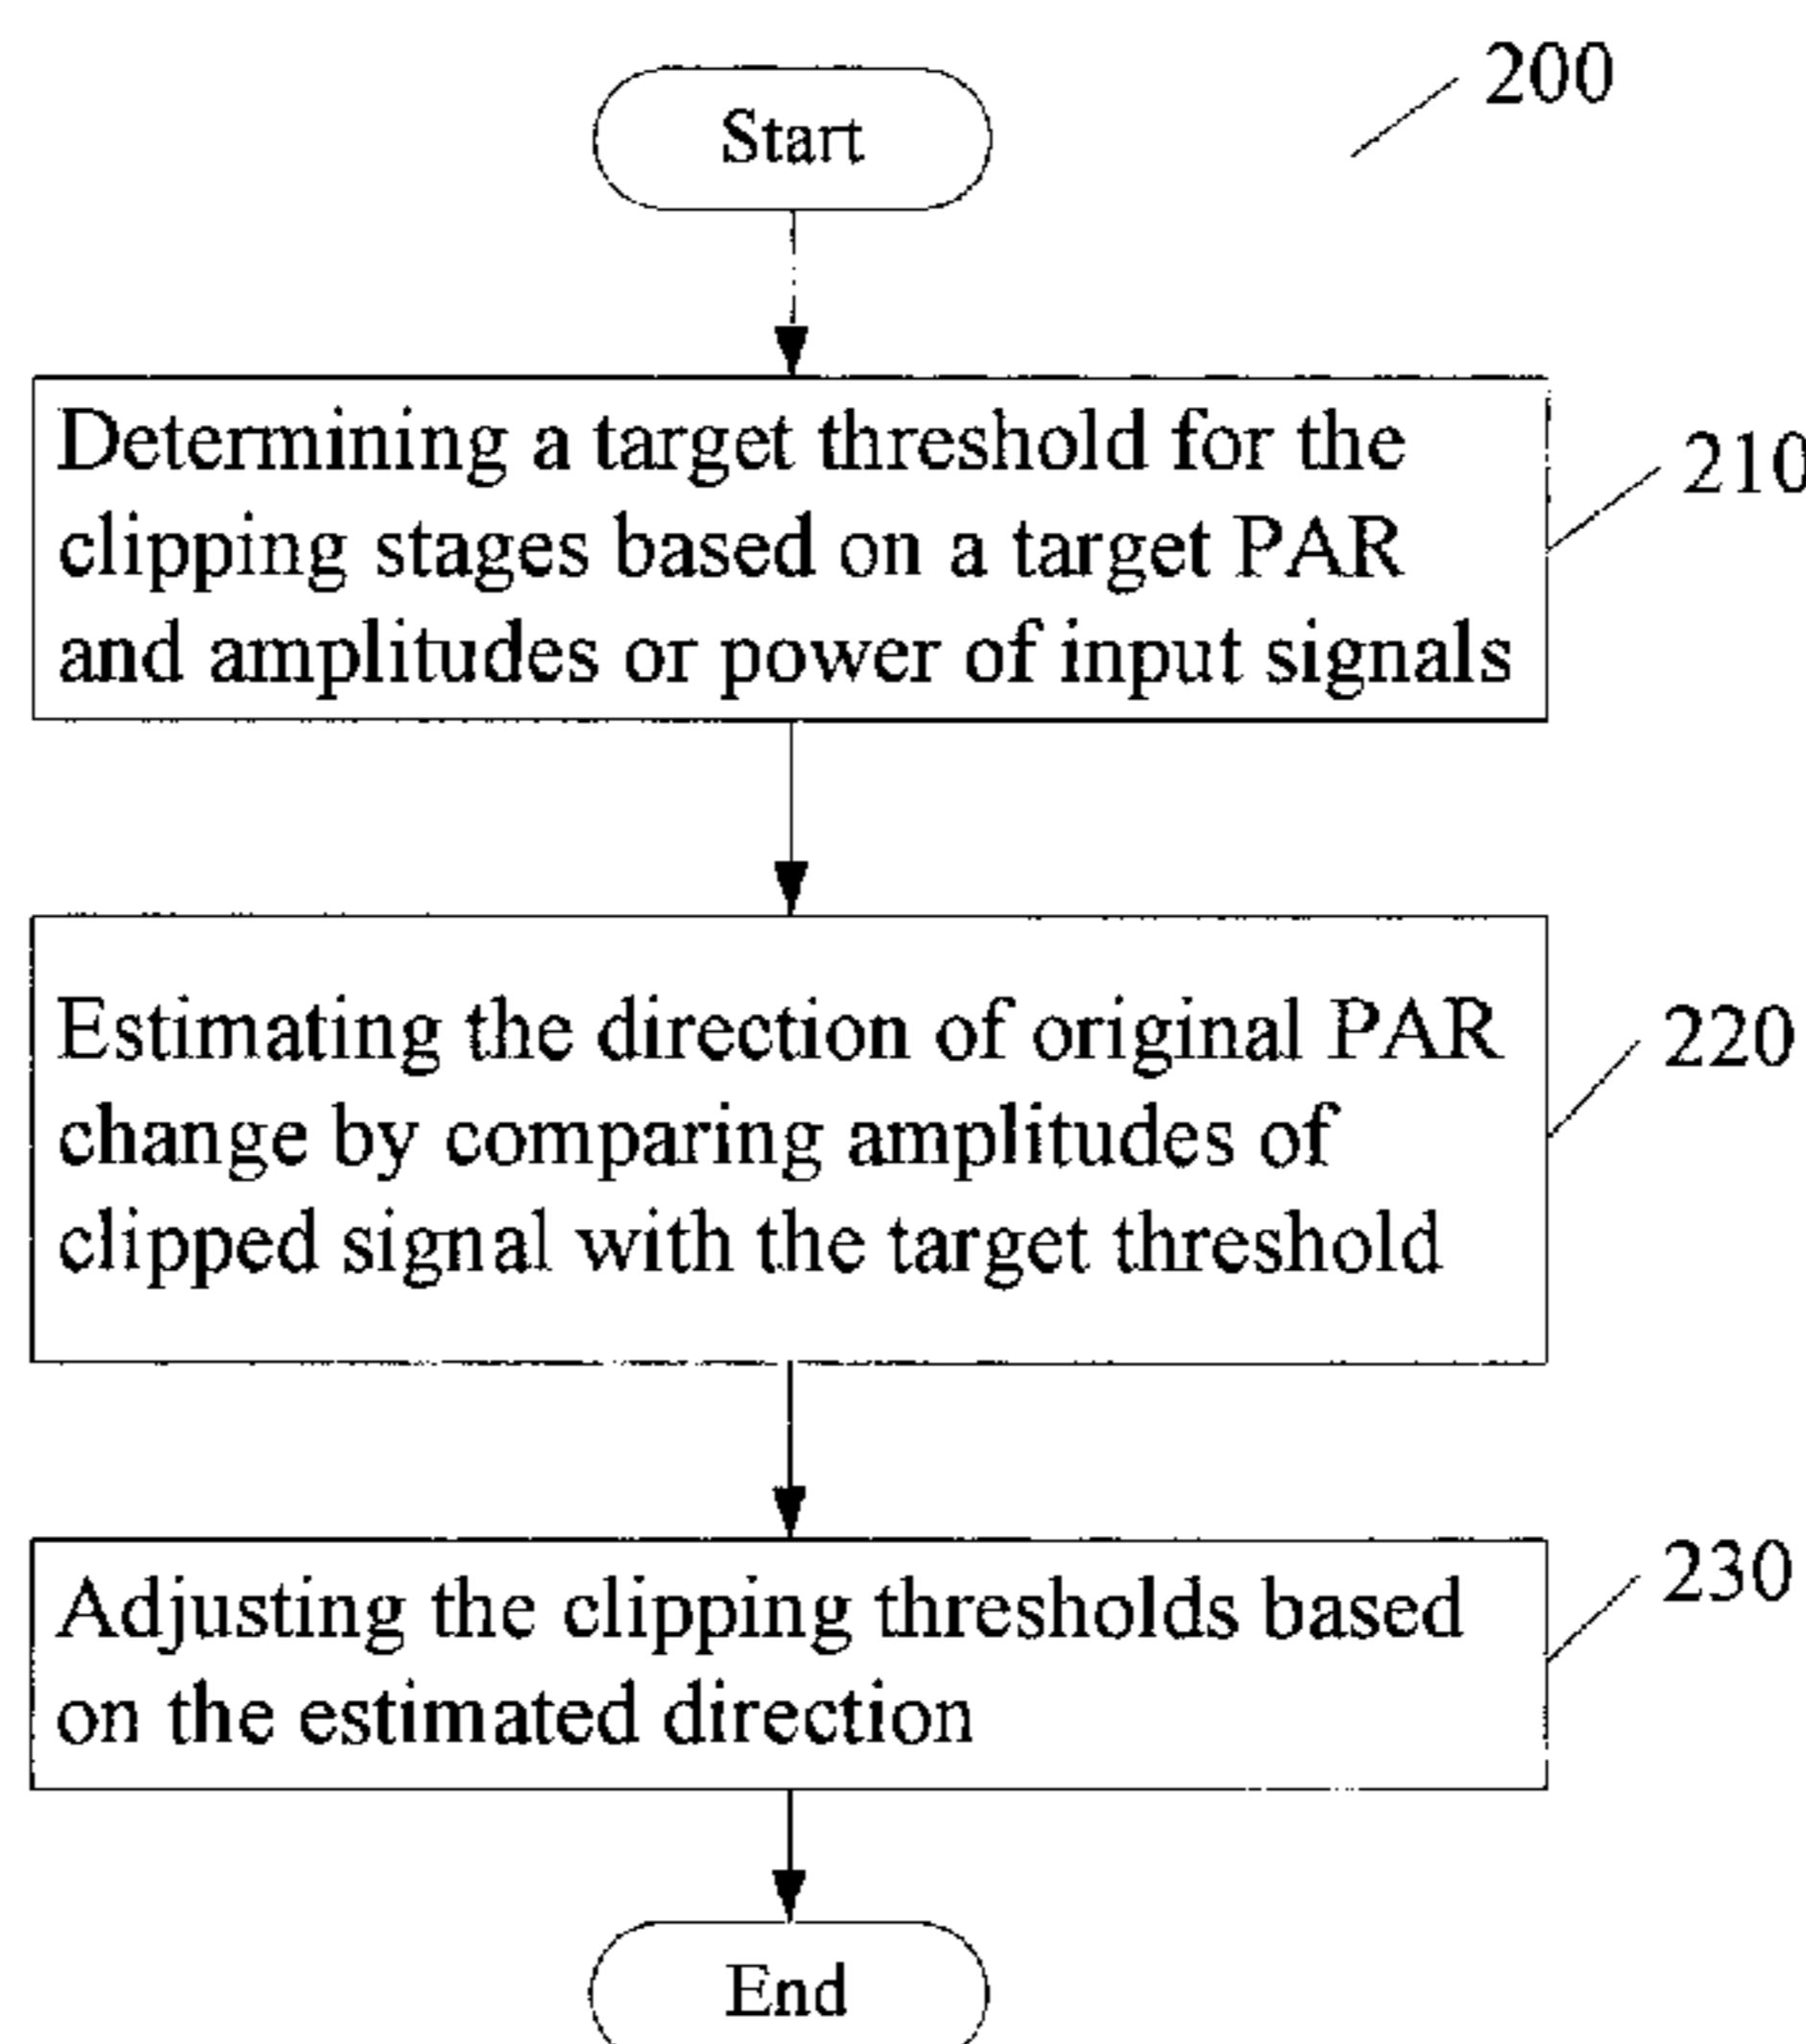 200
Start
Determining a target threshold for the
clipping stages based on a target PAR
and amplitudes or power of input signals
210
Estimating the direction of original PAR
change by comparing amplitudes of
clipped signal with the target threshold
220
Adjusting the clipping thresholds based
on the estimated direction
230
End